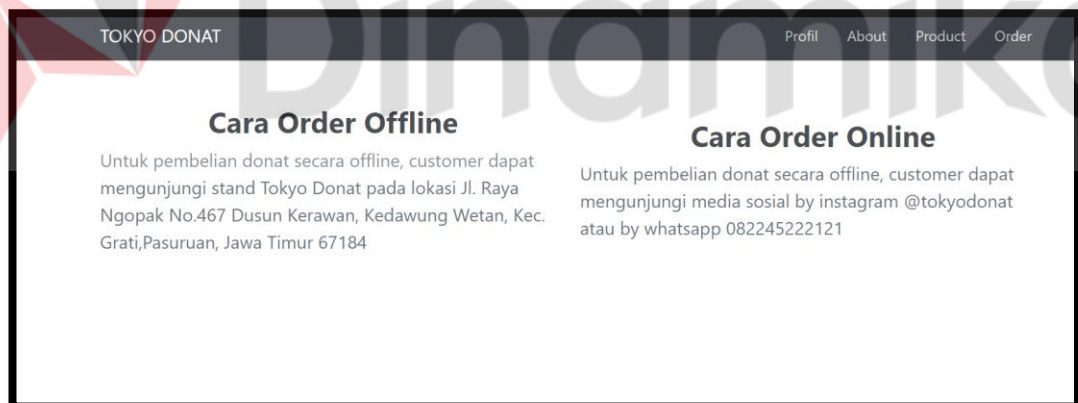 TOKYO DONAT
Profil About Product Order
Cara Order Offline
Untuk pembelian donat secara offline, customer dapat
mengunjungi stand Tokyo Donat pada lokasi Jl. Raya
Ngopak No.467 Dusun Kerawan, Kedawung Wetan, Kec.
Grati,Pasuruan, Jawa Timur 67184
Cara Order Online
Untuk pembelian donat secara offline, customer dapat
mengunjungi media sosial by instagram @tokyodonat
atau by whatsapp 082245222121
Dinamika